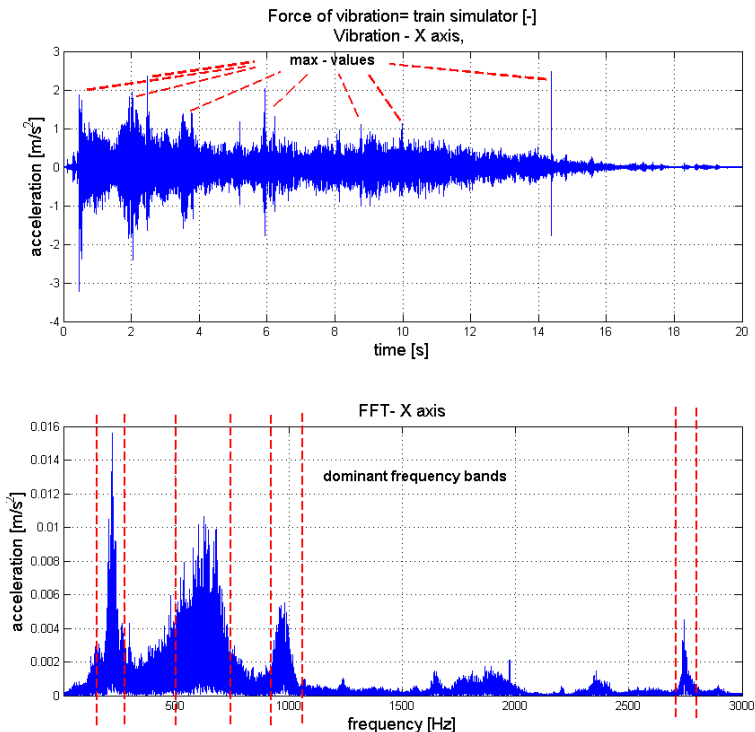 Force of vibration= train simulator [-]
Vibration - X axis,
3
max - values
2
1
0
-1
-2
-3
-4
acceleration [m/s²]
0 2 4 6 8 10 12 14 16 18 20
time [s]
FFT- X axis
0.016
0.014
dominant frequency bands
0.012
0.01
0.008
0.006
0.004
0.002
0
acceleration [m/s²]
500 1000 1500 2000 2500 3000
frequency [Hz]